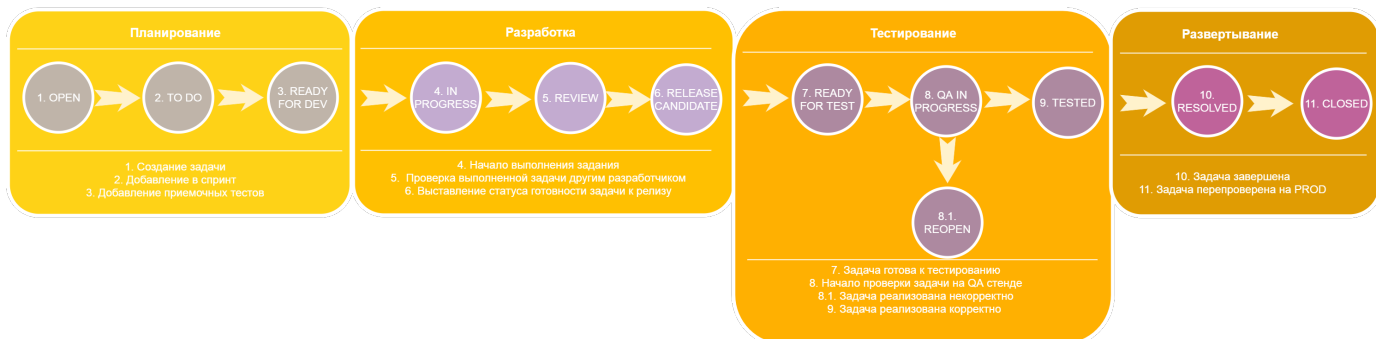 Планирование
1. OPEN
2. TO DO
3. READY
FOR DEV
1. Создание задачи
2. Добавление в спринт
3. Добавление приемочных тестов
Разработка
4. IN
PROGRESS
5. REVIEW
6. RELEASE
CANDIDATE
4. Начало выполнения задания
5. Проверка выполненной задачи другим разработчиком
6. Выставление статуса готовности задачи к релизу
Тестирование
7. READY
FOR TEST
8. QA IN
PROGRESS
9. TESTED
8.1.
REOPEN
7. Задача готова к тестированию
8. Начало проверки задачи на QA стенде
8.1. Задача реализована некорректно
9. Задача реализована корректно
Развертывание
10.
RESOLVED
11. CLOSED
10. Задача завершена
11. Задача перепроверена на PROD